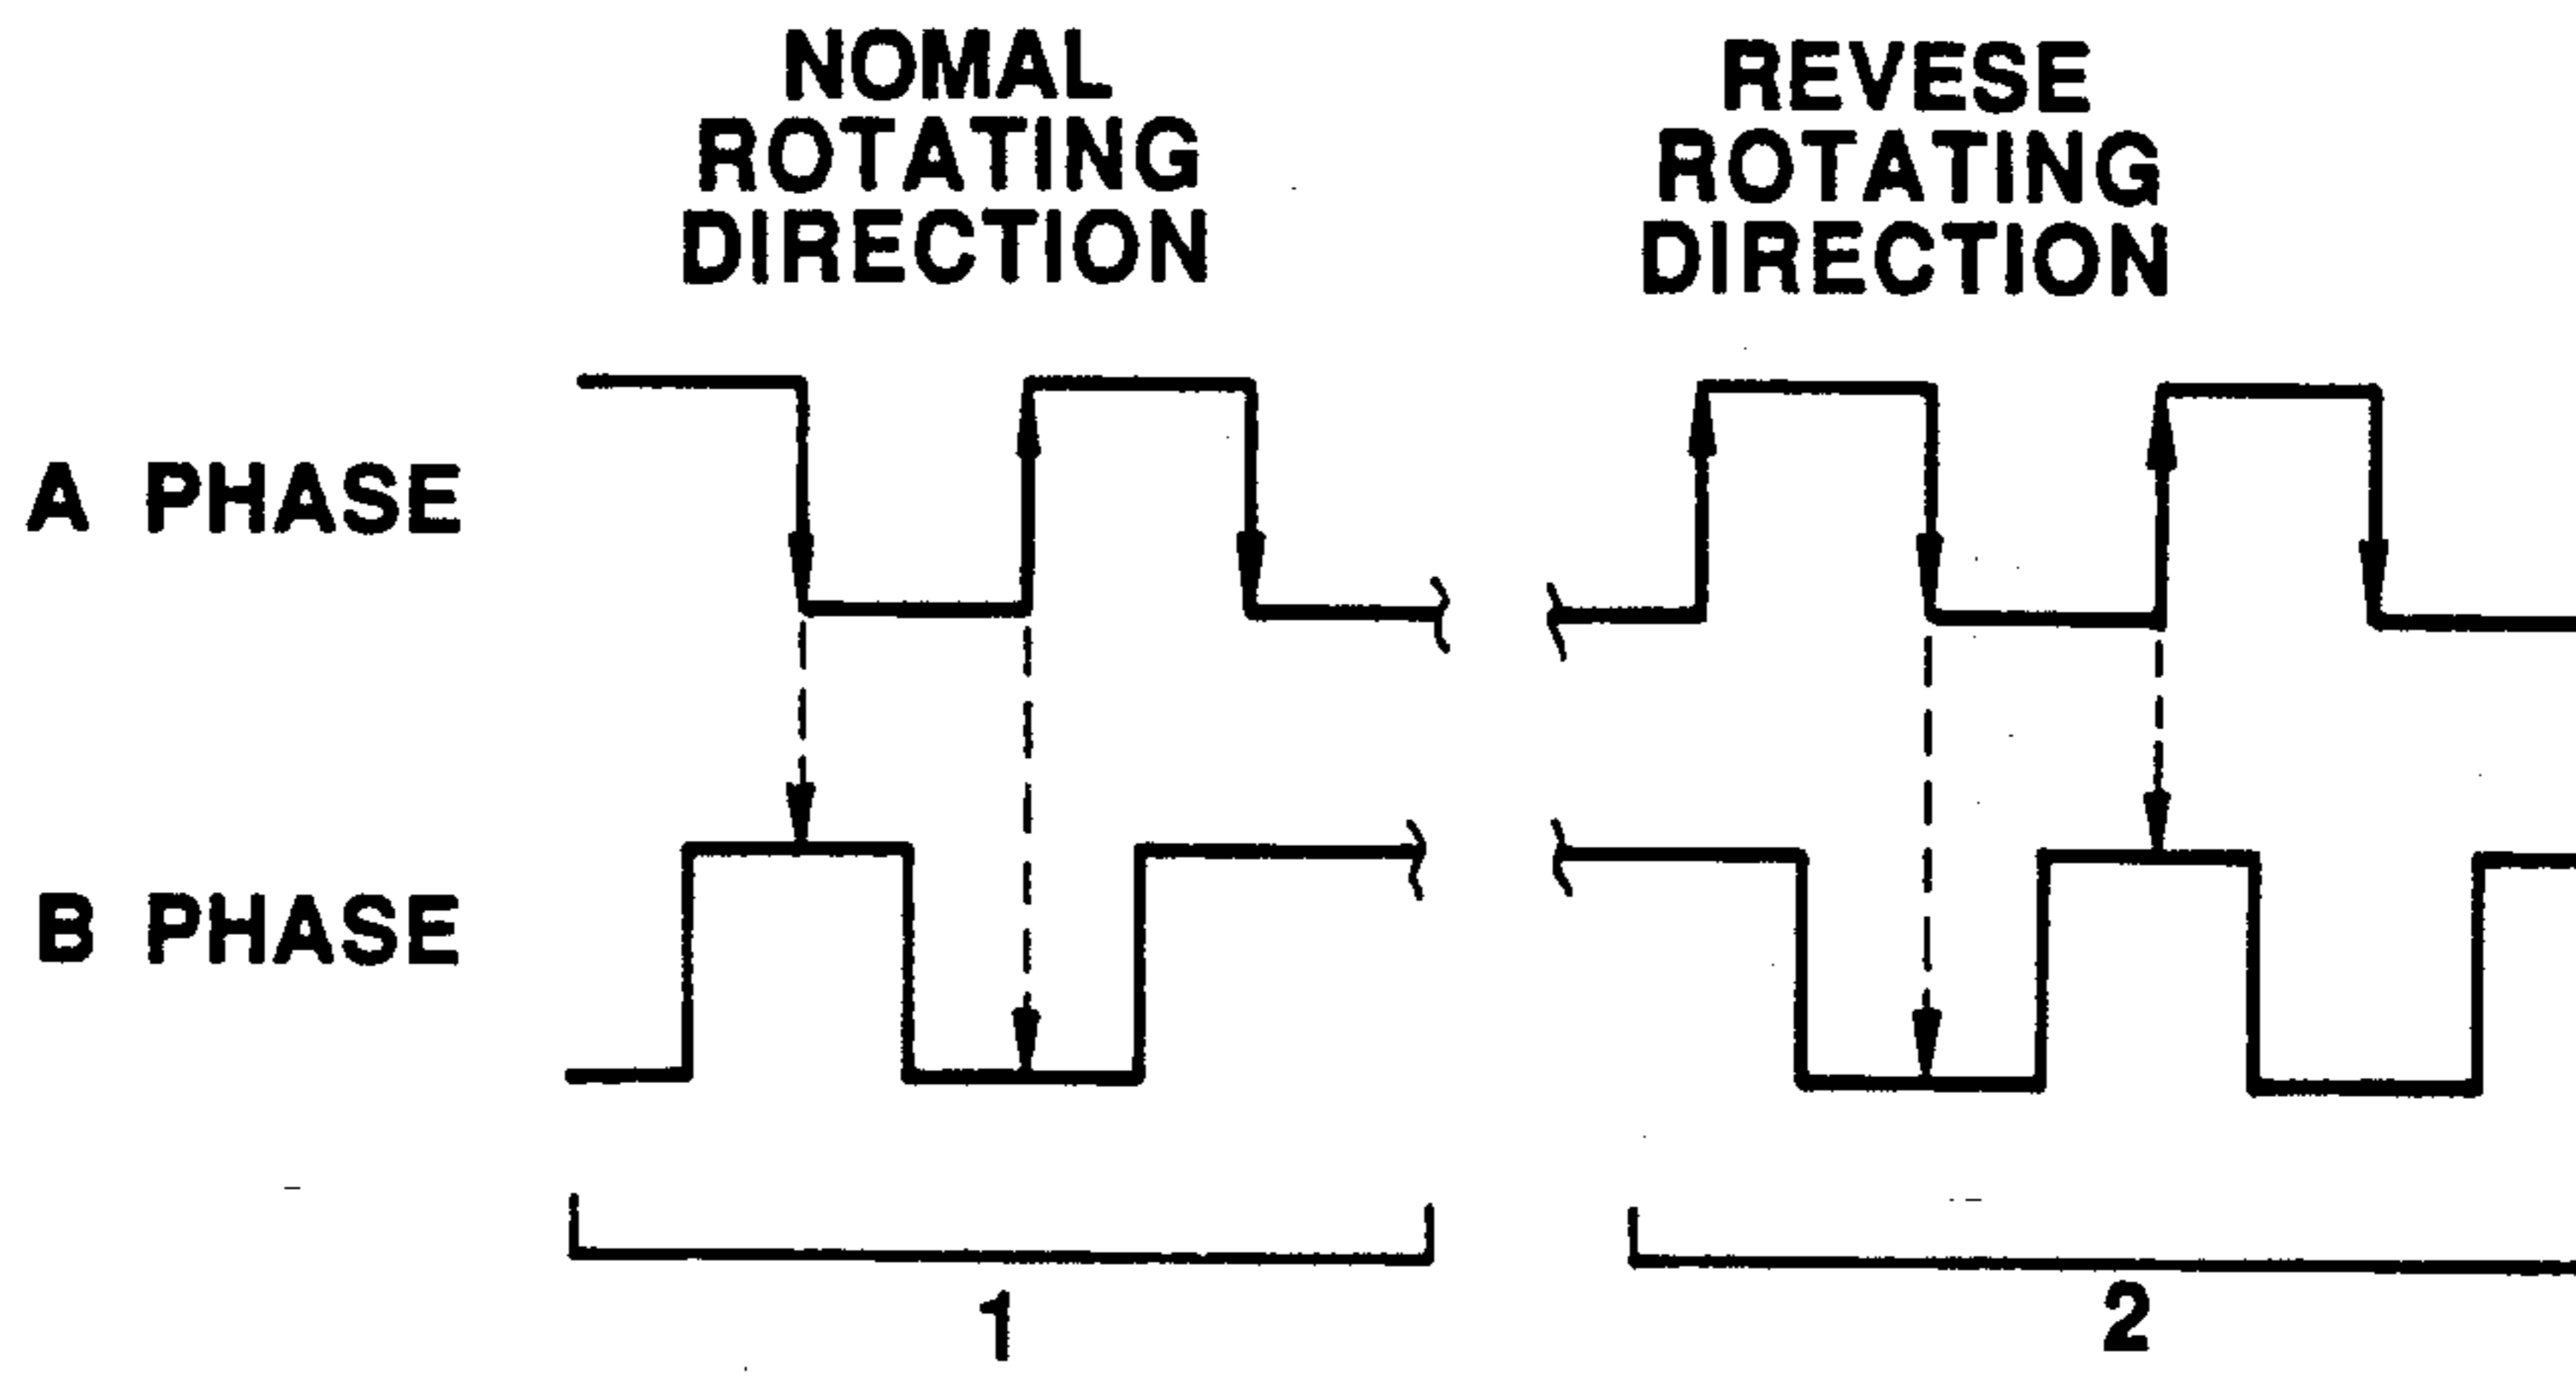 NOMAL
ROTATING
DIRECTION
REVESE
ROTATING
DIRECTION
A PHASE
B PHASE
1
2